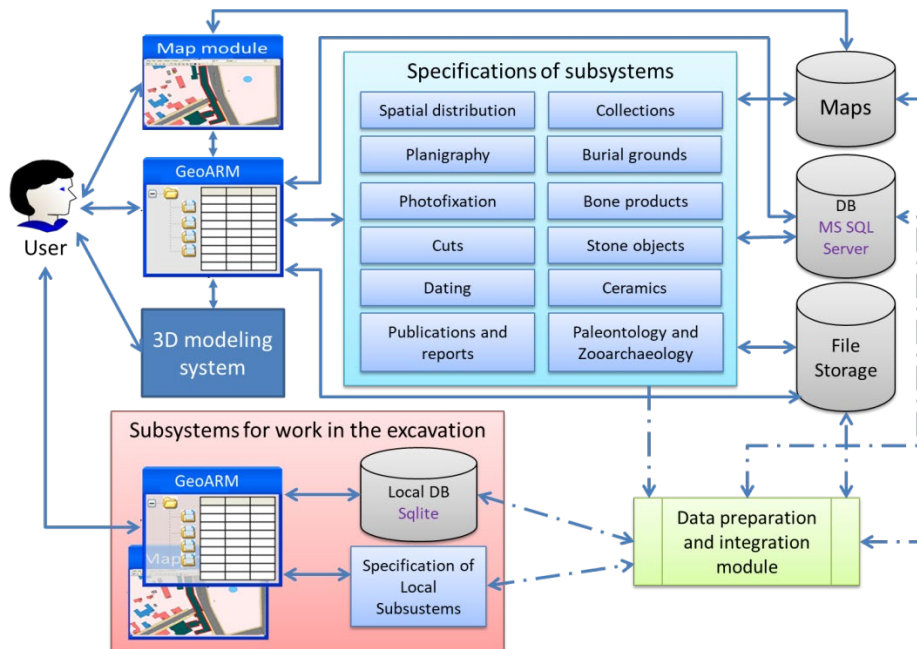 Map module
GeoARM
User
3D modeling
system
Specifications of subsystems
Spatial distribution
Collections
Planigraphy
Burial grounds
Photofixation
Bone products
Cuts
Stone objects
Dating
Ceramics
Publications and
reports
Paleontology and
Zooarchaeology
Maps
DB
MS SQL
Server
File
Storage
Subsystems for work in the excavation
GeoARM
Map
Local DB
Sqlite
Specification of
Local
Subsustems
Data preparation
and integration
module